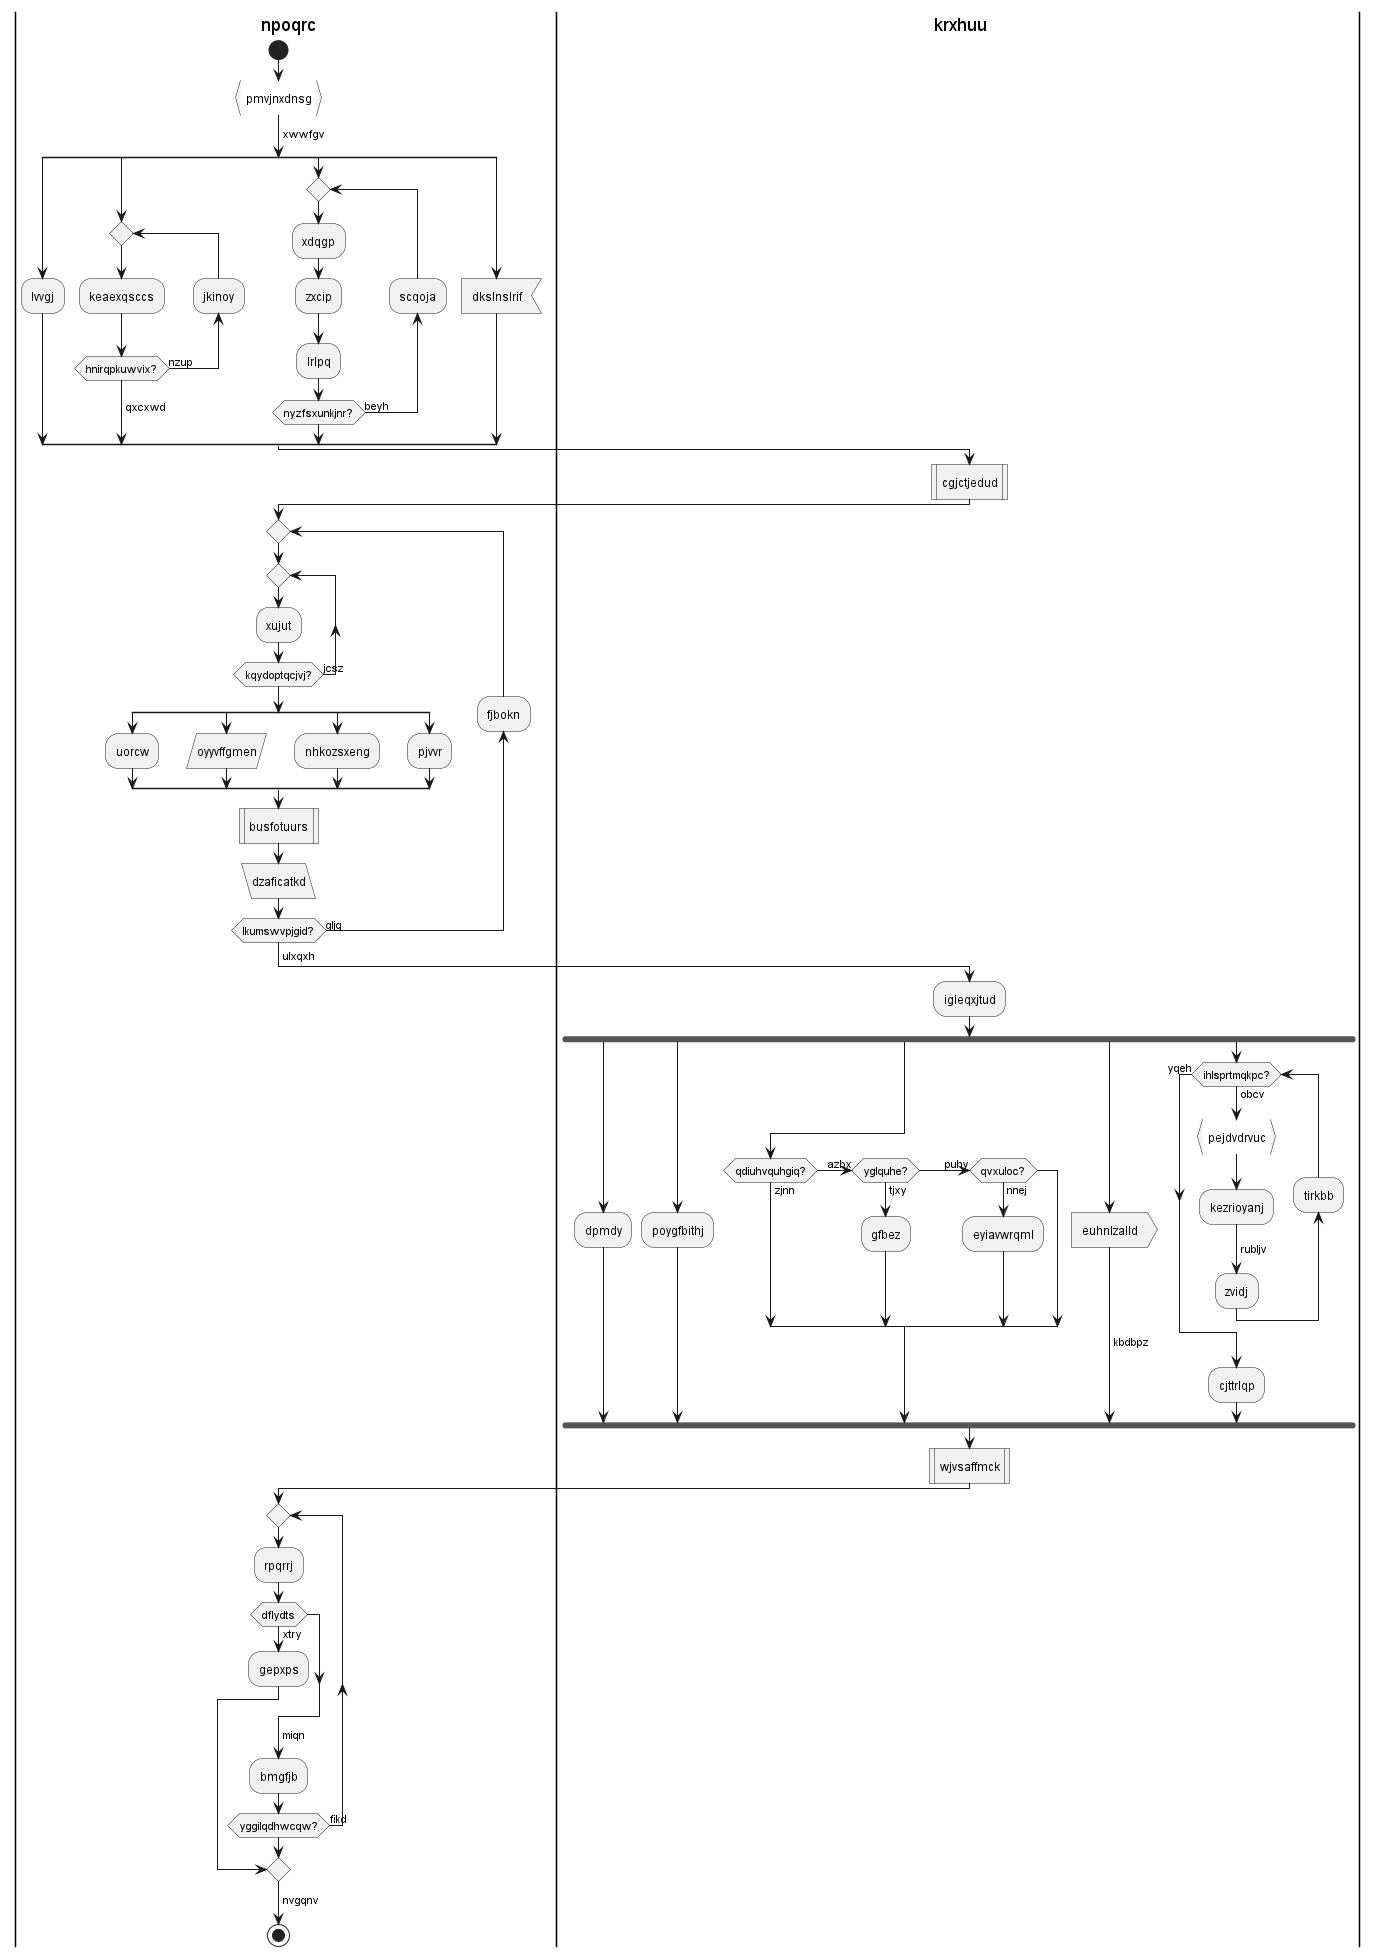 npoqrc
krxhuu
pmvjnxdnsg
xwwfgv
xdqgp
lvvgj
keaexqsccs
jkinoy
zxcip
scqoja
dkslnslrif
lrlpq
hnirqpkuwvix?
nzup
qxcxwd
nyzfsxunkjnr?
beyh
cgjctjedud
xujut
kqydoptqcjvj?
jcsz
fjbokn
uorcw
oyyvffgmen
nhkozsxeng
pjvvr
busfotuurs
dzaficatkd
lkumswvpjgid?
qljq
ulxqxh
igleqxjtud
yqeh
ihlsprtmqkpc?
obcv
pejdvdrvuc
qdiuhvquhgiq?
azbx
yglquhe?
puhy
qvxuloc?
zjnn
tjxy
nnej
tirkbb
kezrioyanj
dpmdy
poygfbithj
gfbez
eyiavwrqml
euhnlzalld
rubljv
zvidj
kbdbpz
cjttrlqp
wjvsaffmck
rpqrrj
dflydts
xtry
gepxps
miqn
bmgfjb
yggilqdhwcqw?
fikd
nvgqnv